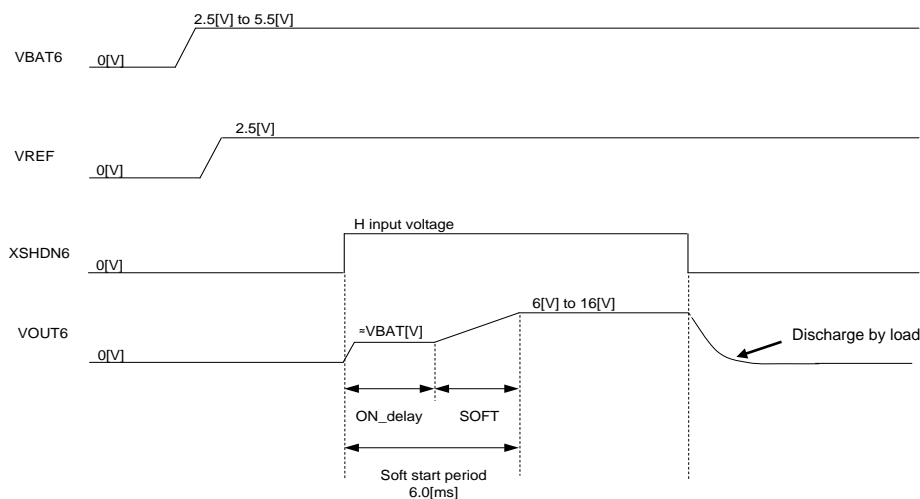 2.5[V] to 5.5[V]
VBAT6
0[V]
2.5[V]
VREF
0[V]
H input voltage
XSHDN6
0[V]
6[V] to 16[V]
≈VBAT[V]
VOUT6
Discharge by load
0[V]
ON_delay
SOFT
Soft start period
6.0[ms]